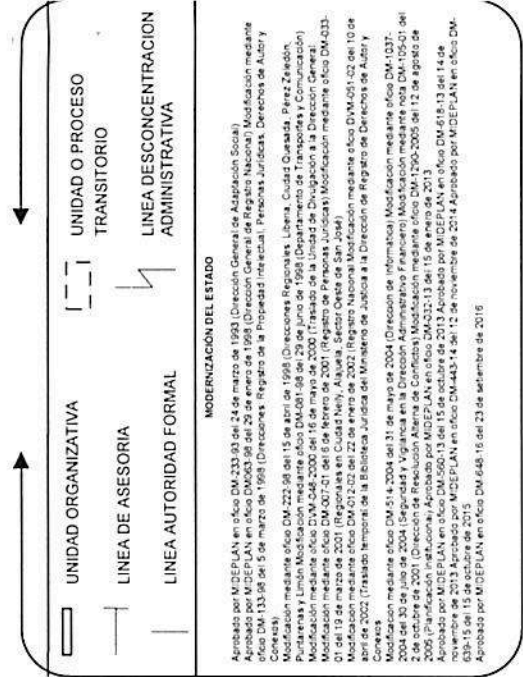 UNIDAD ORGANIZATIVA
UNIDAD O PROCESO
TRANSITORIO
LINEA DE ASESORIA
LINEA AUTORIDAD FORMAL
LINEA DESCONCENTRACION
ADMINISTRATIVA
MODERNIZACIÓN DEL ESTADO
Aprobado por MIDEPLAN en oficio DM-233-93 del 24 de marzo de 1993 (Dirección General de Adaptación Social)
Aprobado por MIDEPLAN en oficio DM063-98 del 29 de enero de 1998 (Dirección General de Registro Nacional) Modificación mediante
oficio DM-133-98 del 5 de marzo de 1998 (Direcciones Registro de la Propiedad Intelectual, Personas Jurídicas, Derechos de Autor y
Conexos)
Modificación mediante oficio DM-222-98 del 15 de abril de 1998 (Direcciones Regionales Liberia, Ciudad Quesada, Pérez Zeledón,
Puntarenas y Limón Modificación mediante oficio DM-081-98 del 29 de junio de 1998 (Departamento de Transportes y Comunicación)
Modificación mediante oficio DVM-048-2000 del 16 de mayo de 2000 (Traslado de la Unidad de Divulgación a la Dirección General
Modificación mediante oficio DM-007-01 del 6 de febrero de 2001 (Registro de Personas Jurídicas) Modificación mediante oficio DM-033-
01 del 19 de marzo de 2001 (Regionales en Ciudad Neily, Alajuela, Sector Oeste de San José)
Modificación mediante oficio DM-012-02 del 22 de enero de 2002 (Registro Nacional Modificación mediante oficio DVM-051-02 del 10 de
abril de 2002 (Traslado temporal de la Biblioteca Jurídica del Ministerio de Justicia a la Dirección de Registro de Derechos de Autor y
Conexos
Modificación mediante oficio DM-514-2004 del 31 de mayo de 2004 (Dirección de Informatica) Modificación mediante oficio DM-1037-
2004 del 30 de julio de 2004 (Seguridad y Vigilancia en la Dirección Administrativo Financiero) Modificación mediante nota DM-105-01 del
2 de octubre de 2001 (Dirección de Resolución Alterna de Conflictos) Modificación mediante oficio DM-1290-2005 del 12 de agosto de
2005 (Planificación Institucional) Aprobado por MIDEPLAN en oficio DM-032-13 del 15 de enero de 2013
Aprobado por MIDEPLAN en oficio DM-560-13 del 15 de octubre de 2013 Aprobado por MIDEPLAN en oficio DM-618-13 del 14 de
noviembre de 2013 Aprobado por MIDEPLAN en oficio DM-443-14 del 12 de noviembre de 2014 Aprobado por MIDEPLAN en oficio DM-
639-15 del 15 de octubre de 2015
Aprobado por MIDEPLAN en oficio DM-648-16 del 23 de setiembre de 2016